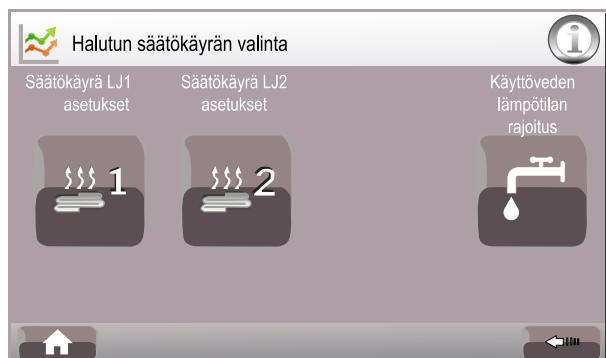 Halutun säätökäyrän valinta
Säätökäyrä LJ1
asetukset
Säätökäyrä LJ2
asetukset
Käyttöveden
lämpötilan
rajoitus
1
2